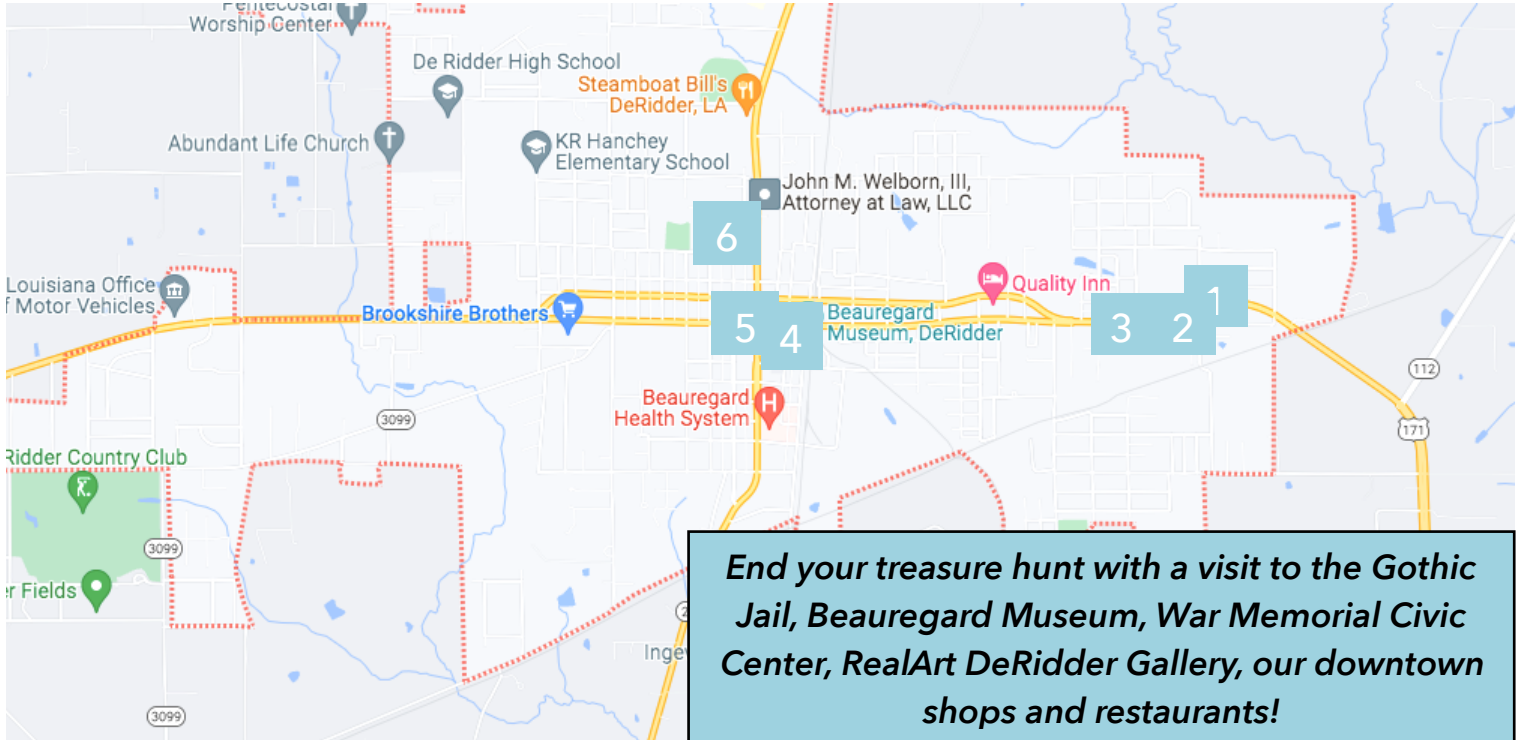 Pentecostal
Worship Center
De Ridder High School
Steamboat Bill's
DeRidder, LA
Abundant Life Church
KR Hanchey
Elementary School
John M. Welborn, III,
Attorney at Law, LLC
6
Louisiana Office
f Motor Vehicles
Quality Inn
1
Brookshire Brothers
5
4
Beauregard
Museum, DeRidder
3
2
112
Beauregard
Health System
H
3099
171
Ridder Country Club
3099
er Fields
2
Inge
3099
End your treasure hunt with a visit to the Gothic
Jail, Beauregard Museum, War Memorial Civic
Center, RealArt DeRidder Gallery, our downtown
shops and restaurants!